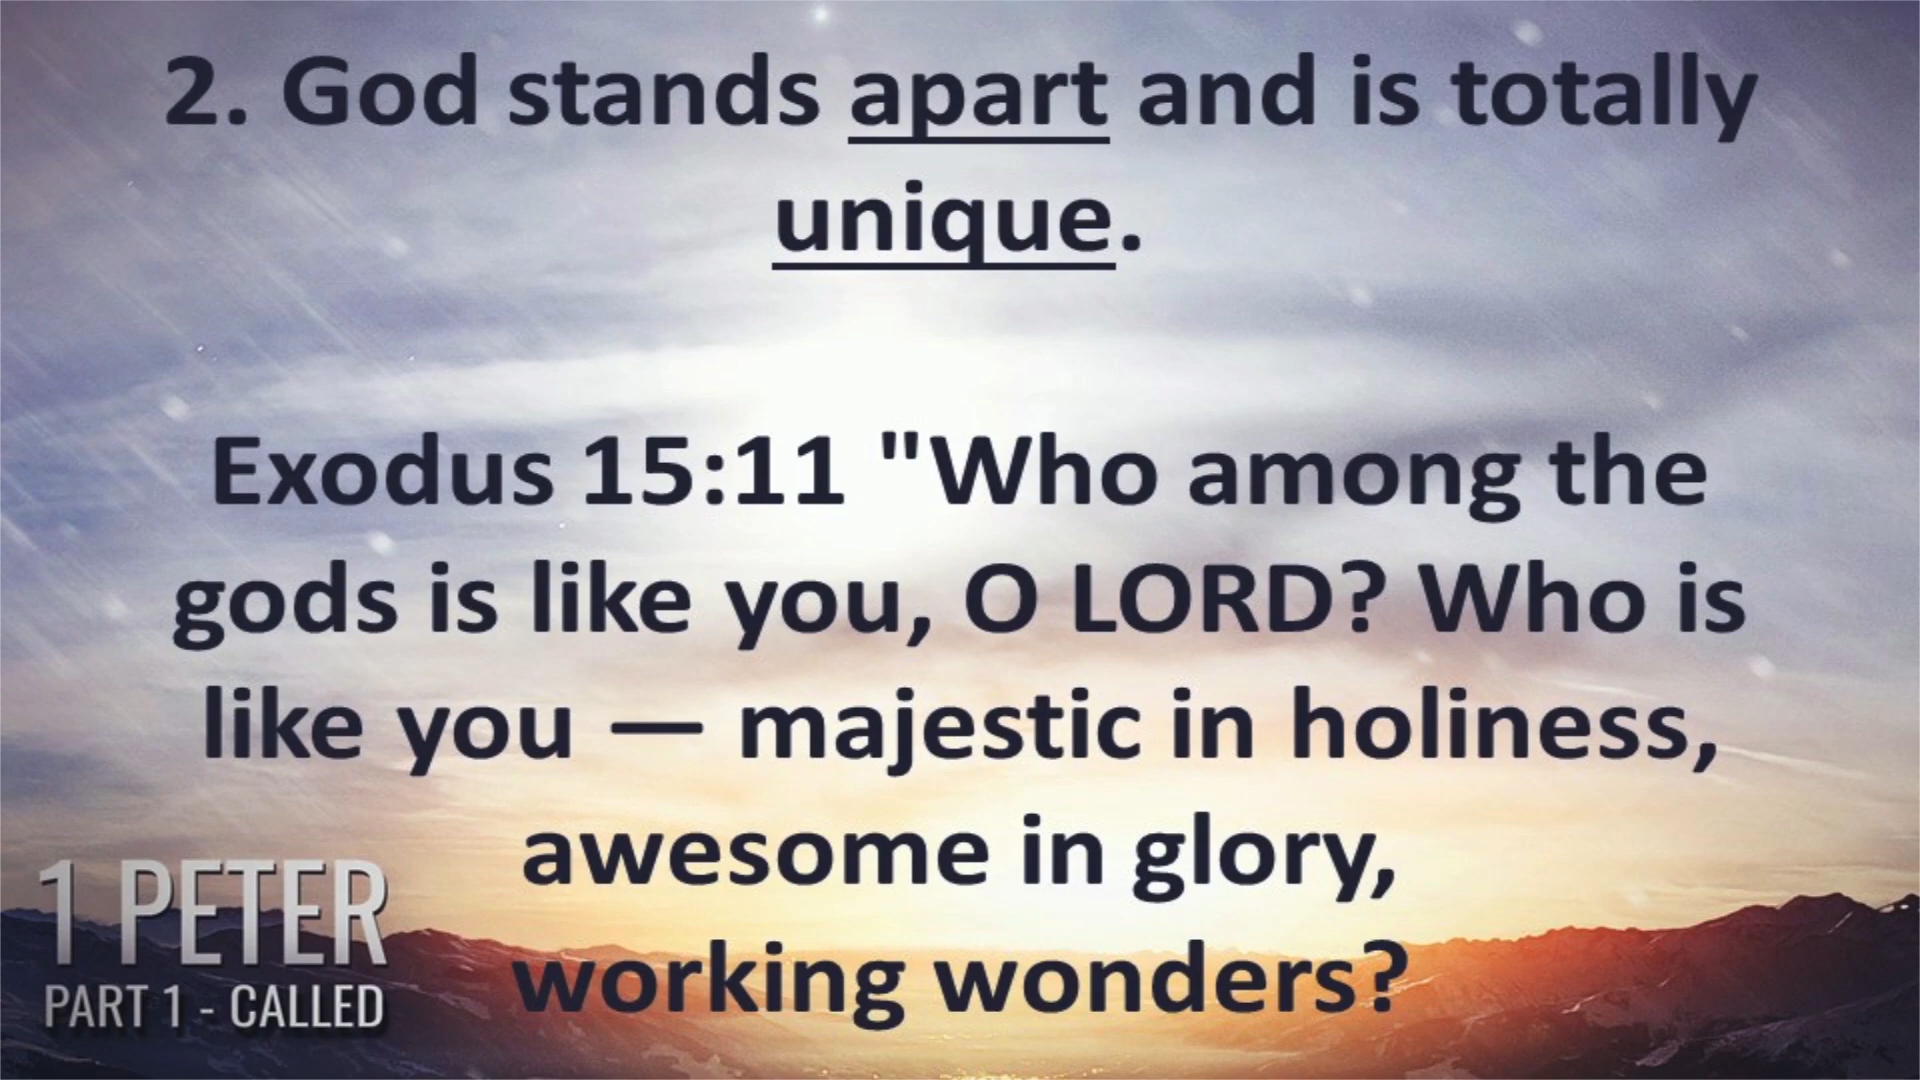 2. God stands apart and is totally
unique.
Exodus 15:11 "Who among the
gods is like you, O LORD? Who is
like you — majestic in holiness,
awesome in glory,
working wonders?
1 PETER
PART 1 - CALLED